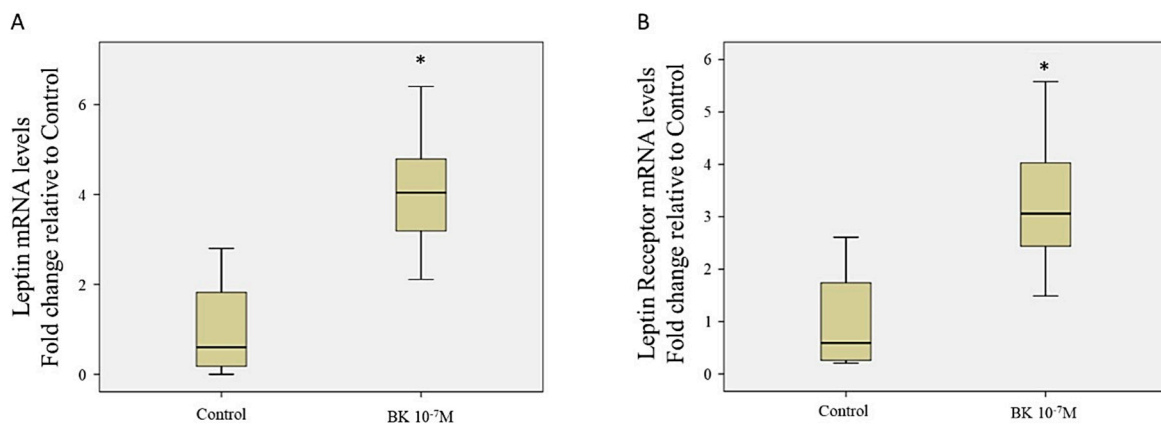 A
Leptin mRNA levels
Fold change relative to Control
6
4
2
0
*
Control
BK 10⁻⁷M
B
Leptin Receptor mRNA levels
Fold change relative to Control
6
5
4
3
2
1
0
*
Control
BK 10⁻⁷M